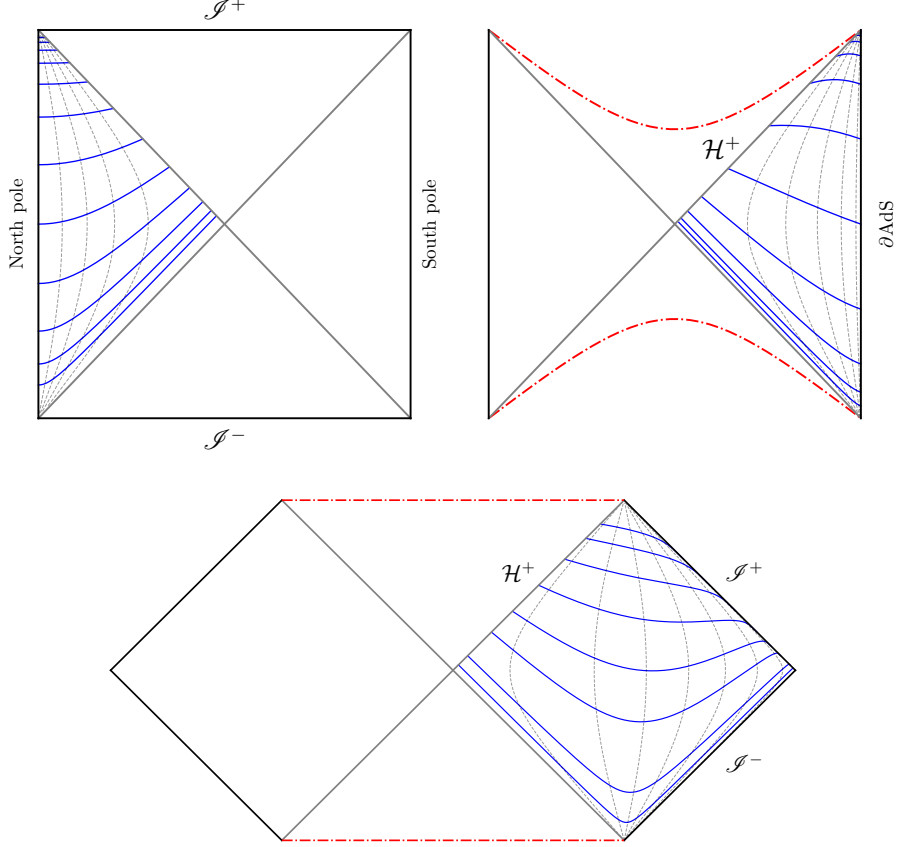 ℐ⁺
North pole
South pole
ℐ⁻
ℋ⁺
∂AdS
ℋ⁺
ℐ⁺
ℐ⁻